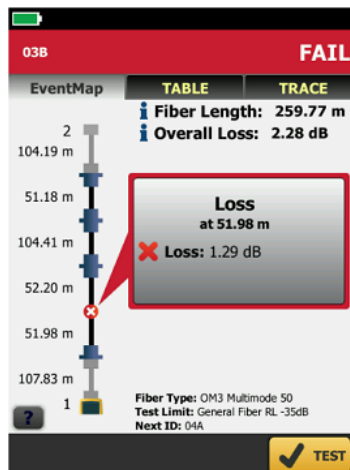 03B
FAIL
EventMap
TABLE
TRACE
i Fiber Length: 259.77 m
i Overall Loss: 2.28 dB
2
104.19 m
51.18 m
104.41 m
52.20 m
51.98 m
107.83 m
1
Loss
at 51.98 m
Loss: 1.29 dB
?
Fiber Type: OM3 Multimode 50
Test Limit: General Fiber RL -35dB
Next ID: 04A
TEST